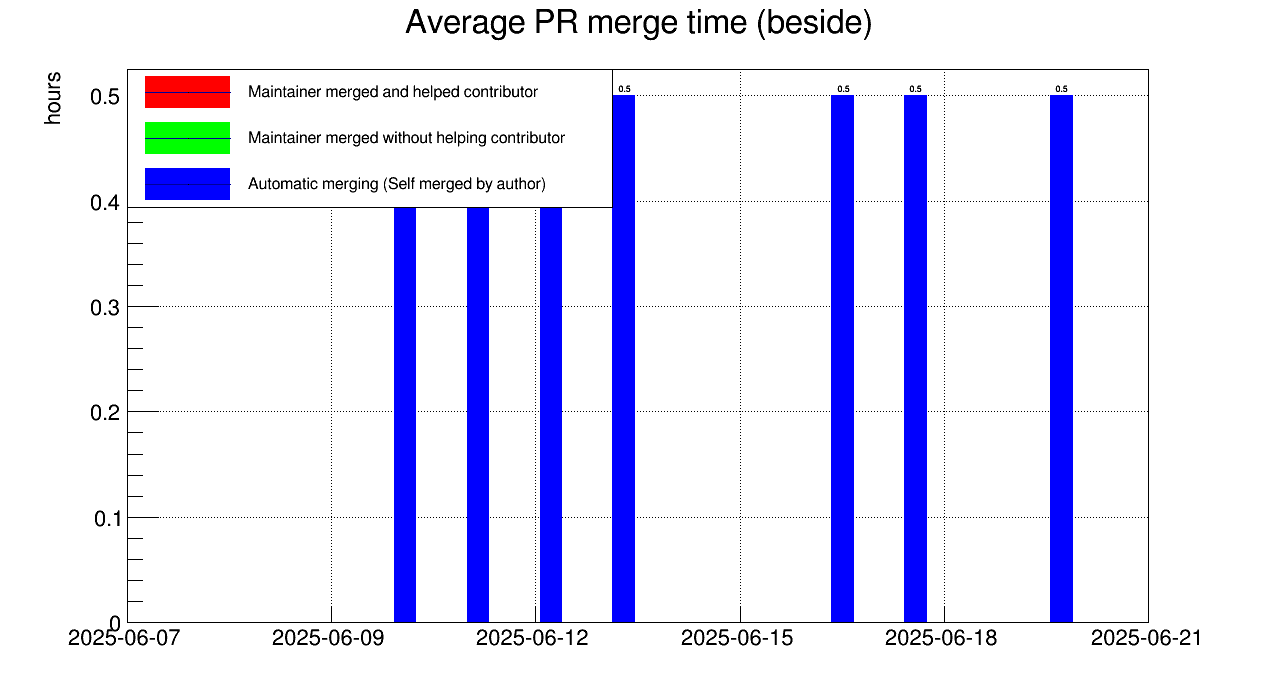 Average PR merge time (beside)
hours
Maintainer merged and helped contributor
Maintainer merged without helping contributor
Automatic merging (Self merged by author)
0.5
0.4
0.3
0.2
0.1
0
0.5 0.5 0.5 0.5
2025-06-07 2025-06-09 2025-06-12 2025-06-15 2025-06-18 2025-06-21